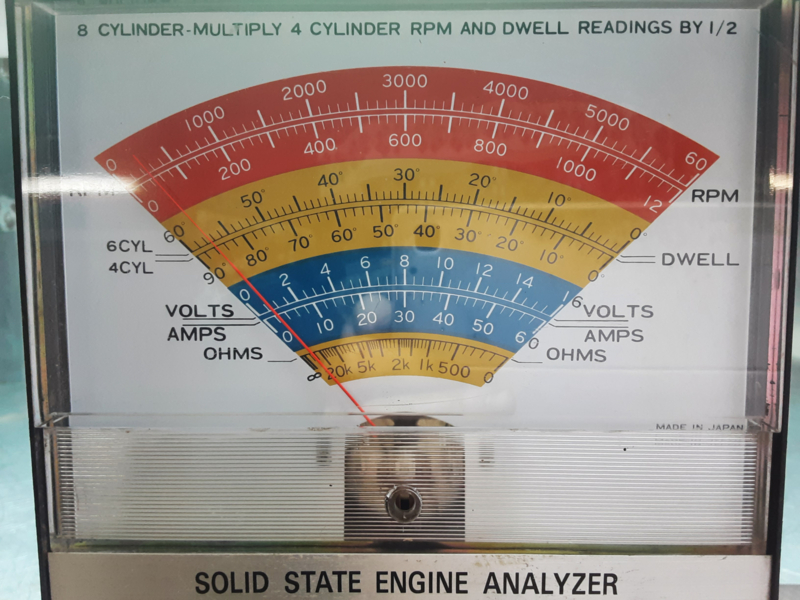 8 CYLINDER-MULTIPLY 4 CYLINDER RPM AND DWELL READINGS BY 1/2
0 1000 2000 3000 4000 5000 60
RPM 0 200 400 600 800 1000 12 RPM
6CYL 60° 50° 40° 30° 20° 10° 0° DWELL
4CYL 90° 80° 70° 60° 50° 40° 30° 20° 10° 0°
VOLTS 0 2 4 6 8 10 12 14 16 VOLTS
AMPS 0 10 20 30 40 50 60 AMPS
OHMS ∞ 20k 5k 2k 1k 500 0 OHMS
MADE IN JAPAN
SOLID STATE ENGINE ANALYZER